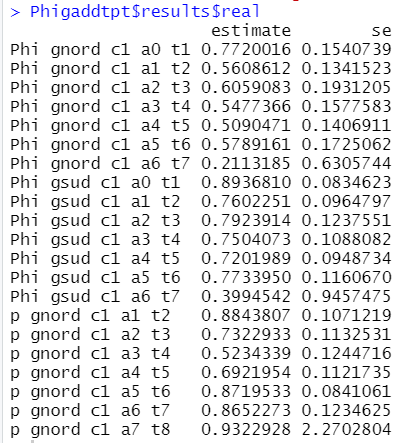 > Phigaddtpt$results$real
estimate se
Phi gnord c1 a0 t1 0.7720016 0.1540739
Phi gnord c1 a1 t2 0.5608612 0.1341523
Phi gnord c1 a2 t3 0.6059083 0.1931205
Phi gnord c1 a3 t4 0.5477366 0.1577583
Phi gnord c1 a4 t5 0.5090471 0.1406911
Phi gnord c1 a5 t6 0.5789161 0.1725062
Phi gnord c1 a6 t7 0.2113185 0.6305744
Phi gsud c1 a0 t1 0.8936810 0.0834623
Phi gsud c1 a1 t2 0.7602251 0.0964797
Phi gsud c1 a2 t3 0.7923914 0.1237551
Phi gsud c1 a3 t4 0.7504073 0.1088082
Phi gsud c1 a4 t5 0.7201989 0.0948734
Phi gsud c1 a5 t6 0.7733950 0.1160670
Phi gsud c1 a6 t7 0.3994542 0.9457475
p gnord c1 a1 t2 0.8843807 0.1071219
p gnord c1 a2 t3 0.7322933 0.1132531
p gnord c1 a3 t4 0.5234339 0.1244716
p gnord c1 a4 t5 0.6921954 0.1121735
p gnord c1 a5 t6 0.8719533 0.0841061
p gnord c1 a6 t7 0.8652273 0.1234625
p gnord c1 a7 t8 0.9322928 2.2702804